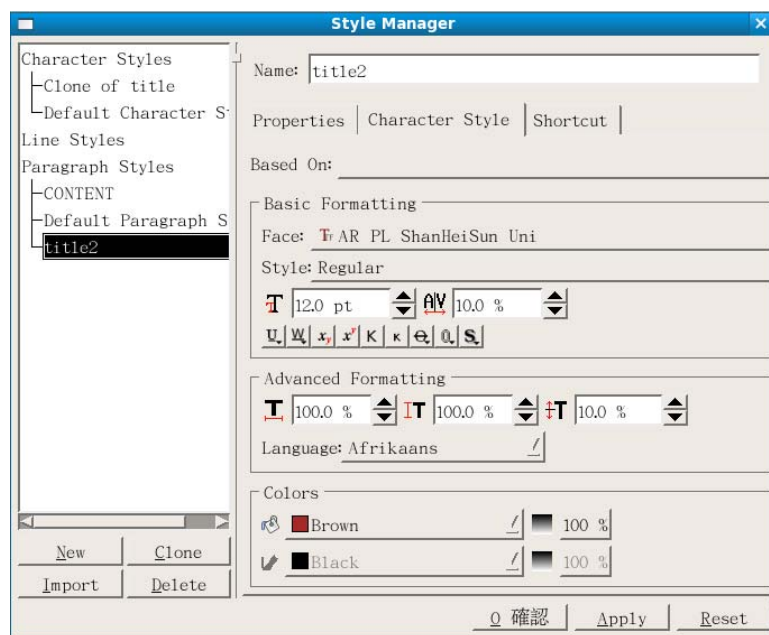 Style Manager
Character Styles
Clone of title
Default Character S
Line Styles
Paragraph Styles
CONTENT
Default Paragraph S
title2
New Clone
Import Delete
Name: title2
Properties Character Style Shortcut
Based On:
Basic Formatting
Face: AR PL ShanHeiSun Uni
Style: Regular
12.0 pt 10.0 %
Advanced Formatting
100.0 % 100.0 % 10.0 %
Language: Afrikaans
Colors
Brown 100 %
Black 100 %
O 確認 Apply Reset